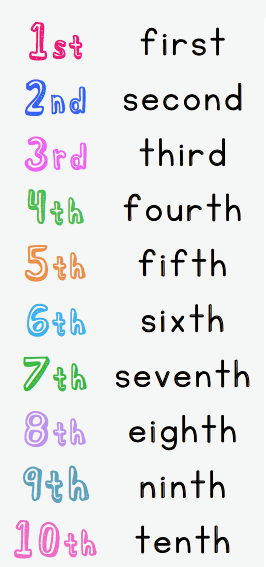 1st first
2nd second
3rd third
4th fourth
5th fifth
6th sixth
7th seventh
8th eighth
9th ninth
10th tenth